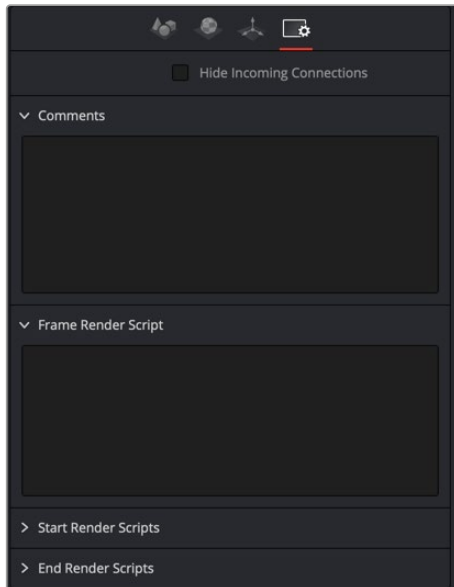 Hide Incoming Connections
Comments
Frame Render Script
Start Render Scripts
End Render Scripts